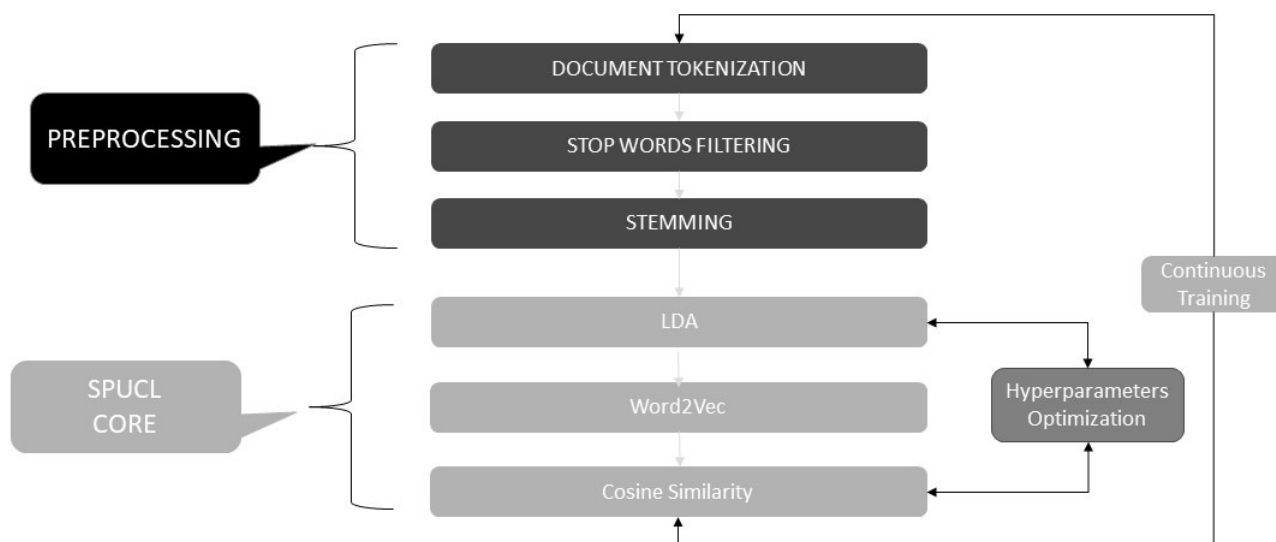 DOCUMENT TOKENIZATION
PREPROCESSING
STOP WORDS FILTERING
STEMMING
Continuous
Training
LDA
SPUCL
CORE
Word2Vec
Hyperparameters
Optimization
Cosine Similarity